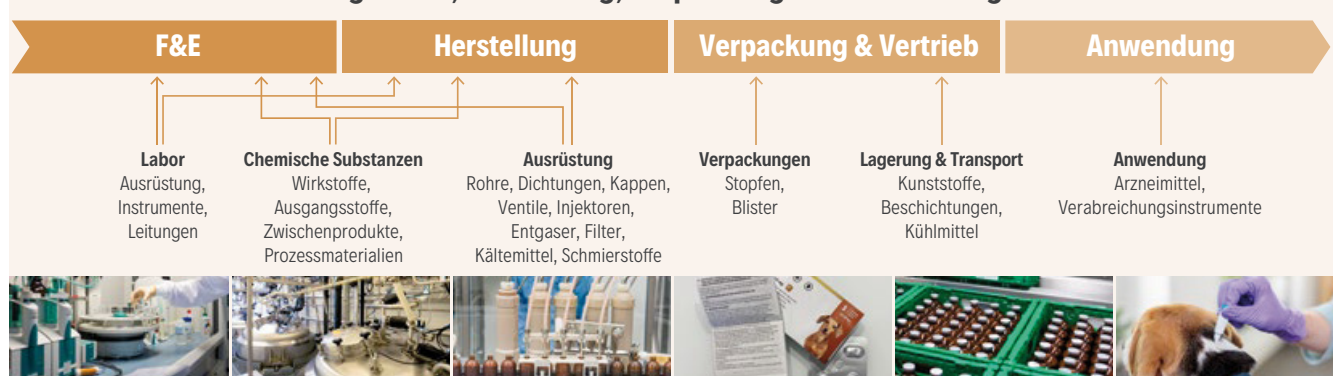 F&E
Herstellung
Verpackung & Vertrieb
Anwendung
Labor
Ausrüstung,
Instrumente,
Leitungen
Chemische Substanzen
Wirkstoffe,
Ausgangsstoffe,
Zwischenprodukte,
Prozessmaterialien
Ausrüstung
Rohre, Dichtungen, Kappen,
Ventile, Injektoren,
Entgaser, Filter,
Kältemittel, Schmierstoffe
Verpackungen
Stopfen,
Blister
Lagerung & Transport
Kunststoffe,
Beschichtungen,
Kühlmittel
Anwendung
Arzneimittel,
Verabreichungsinstrumente